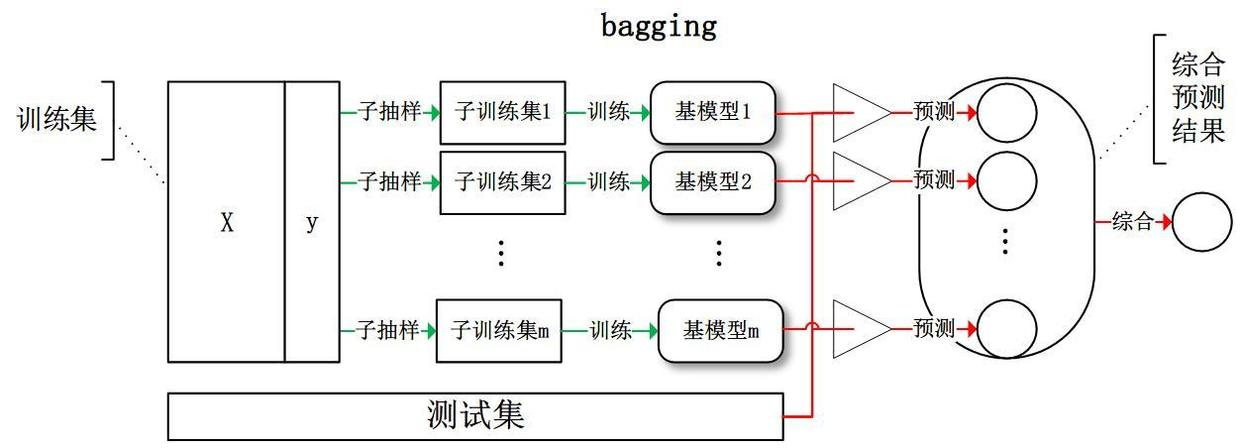 bagging
训练集
X
y
子抽样
子训练集1
训练
基模型1
预测
综合
预测
结果
子抽样
子训练集2
训练
基模型2
预测
综合
子抽样
子训练集m
训练
基模型m
预测
测试集